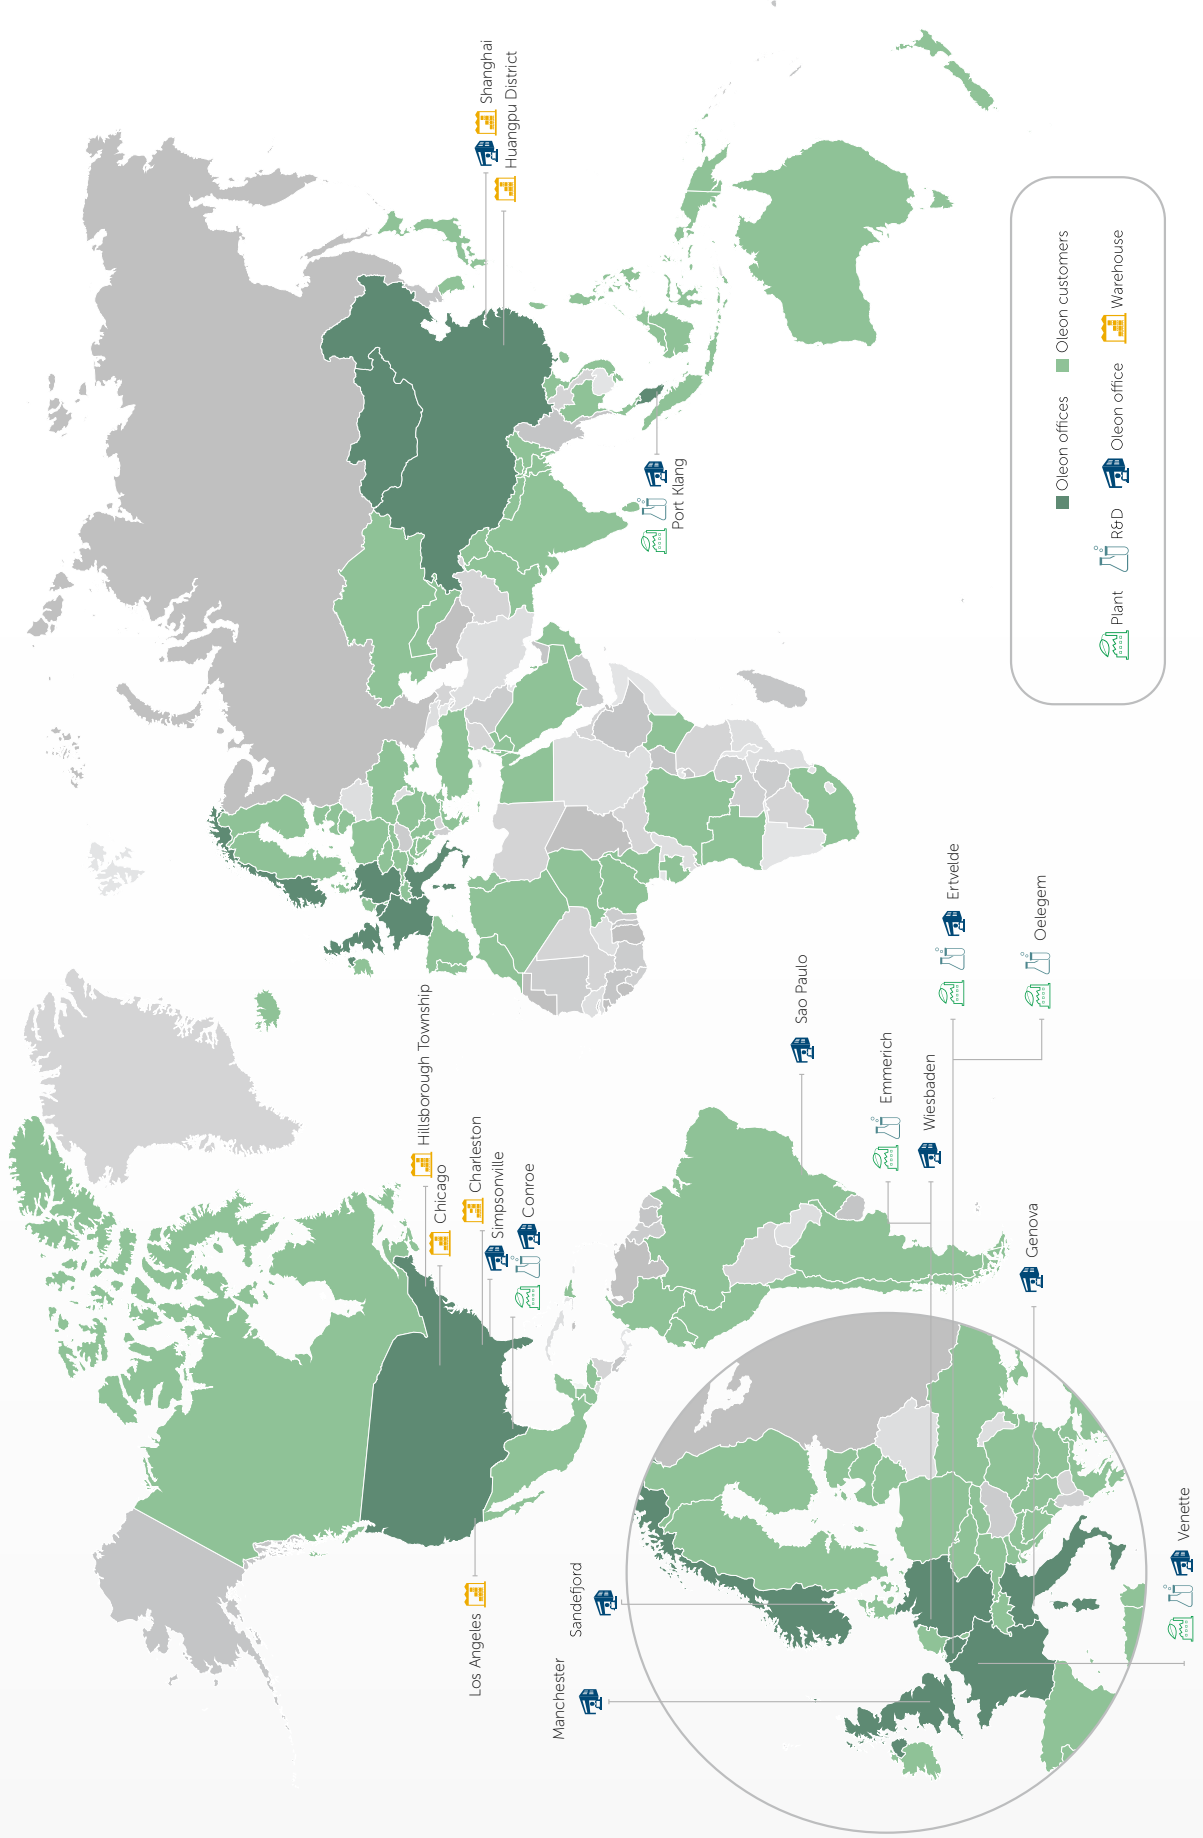 Shanghai
Huangpu District
Port Klang
Hillsborough Township
Chicago
Charleston
Simpsonville
Conroe
Los Angeles
Sao Paulo
Emmerich
Wiesbaden
Ertvelde
Oelegem
Genova
Sandefjord
Manchester
Venette
Oleon offices
Oleon customers
Plant
R&D
Oleon office
Warehouse